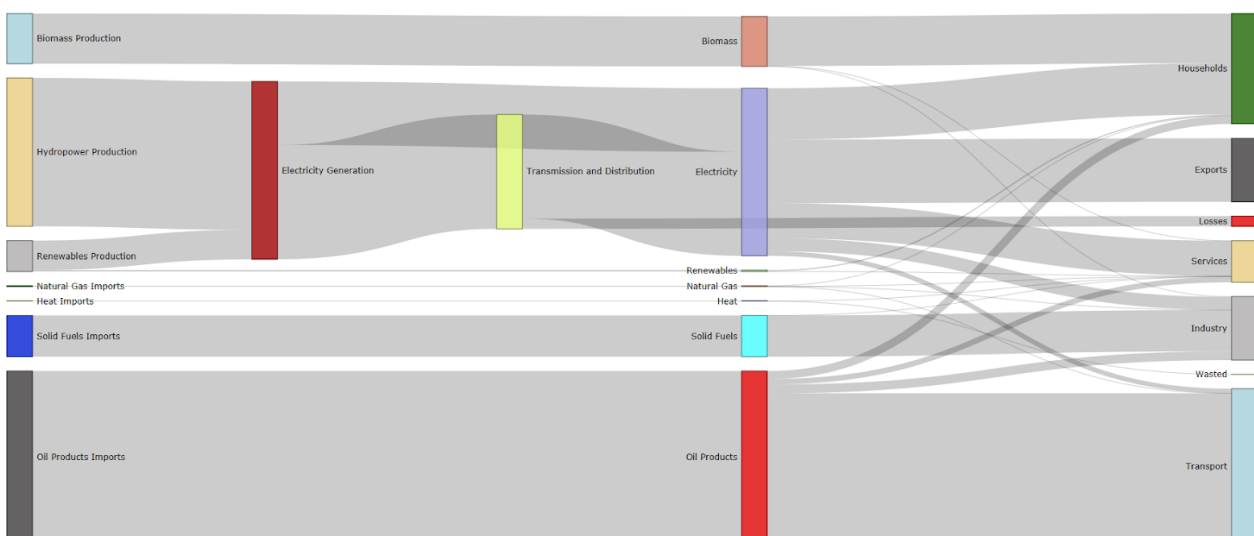 Biomass Production
Biomass
Households
Hydropower Production
Electricity Generation
Transmission and Distribution
Electricity
Exports
Losses
Renewables Production
Services
Renewables
Natural Gas Imports
Natural Gas
Heat Imports
Heat
Solid Fuels Imports
Solid Fuels
Industry
Wasted
Oil Products Imports
Oil Products
Transport